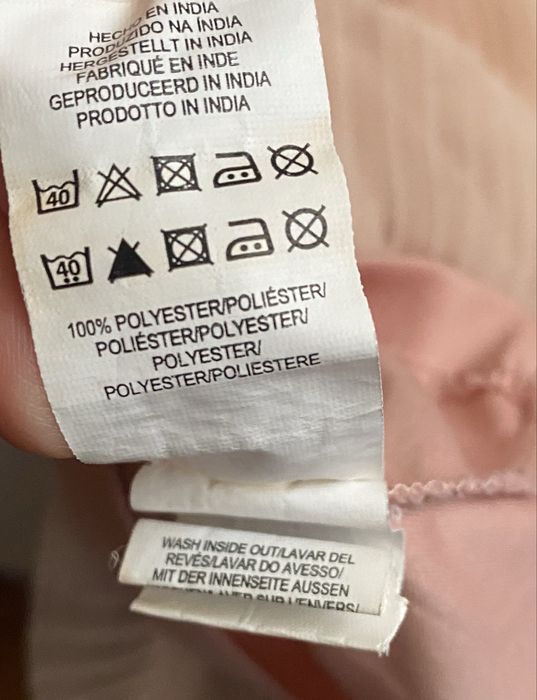 HECHO EN INDIA
PRODUZIDO NA ÍNDIA
HERGESTELLT IN INDIA
FABRIQUÉ EN INDE
GEPRODUCEERD IN INDIA
PRODOTTO IN INDIA
40
40
100% POLYESTER/POLIÉSTER/
POLIÉSTER/POLYESTER/
POLYESTER/
POLYESTER/POLIESTERE
WASH INSIDE OUT/LAVAR DEL
REVÉS/LAVAR DO AVESSO/
MIT DER INNENSEITE AUSSEN
SUR L'ENVERS/